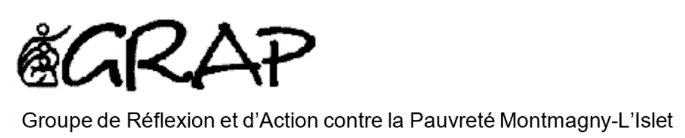 GRAP
Groupe de Réflexion et d'Action contre la Pauvreté Montmagny-L'Islet